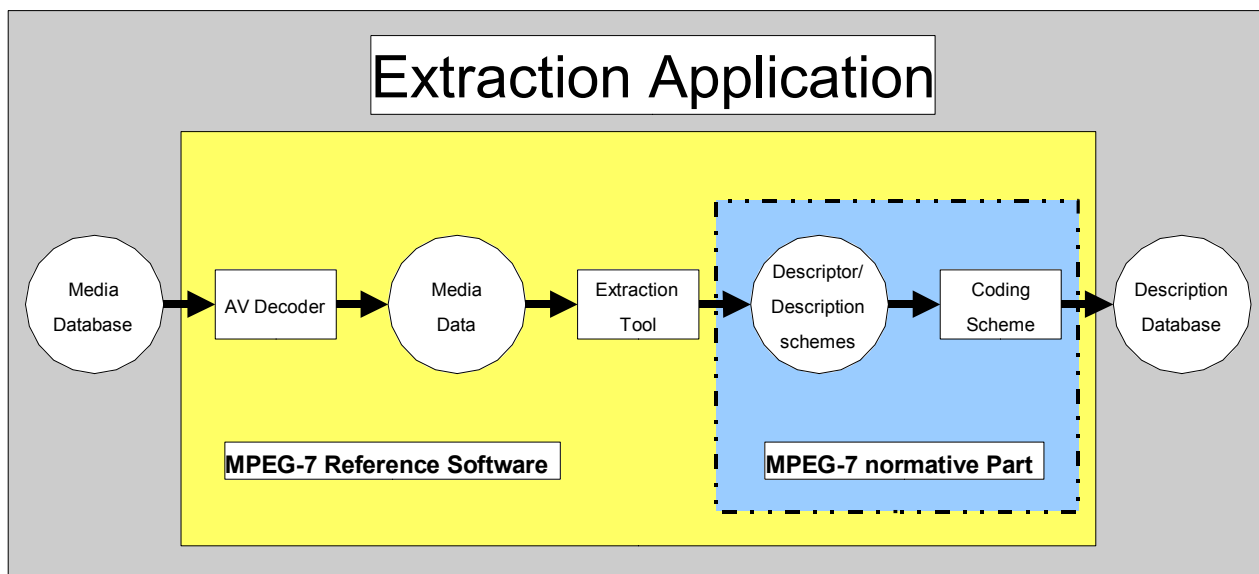 Extraction Application
Media
Database
AV Decoder
Media
Data
Extraction
Tool
Descriptor/
Description
schemes
Coding
Scheme
Description
Database
MPEG-7 Reference Software
MPEG-7 normative Part